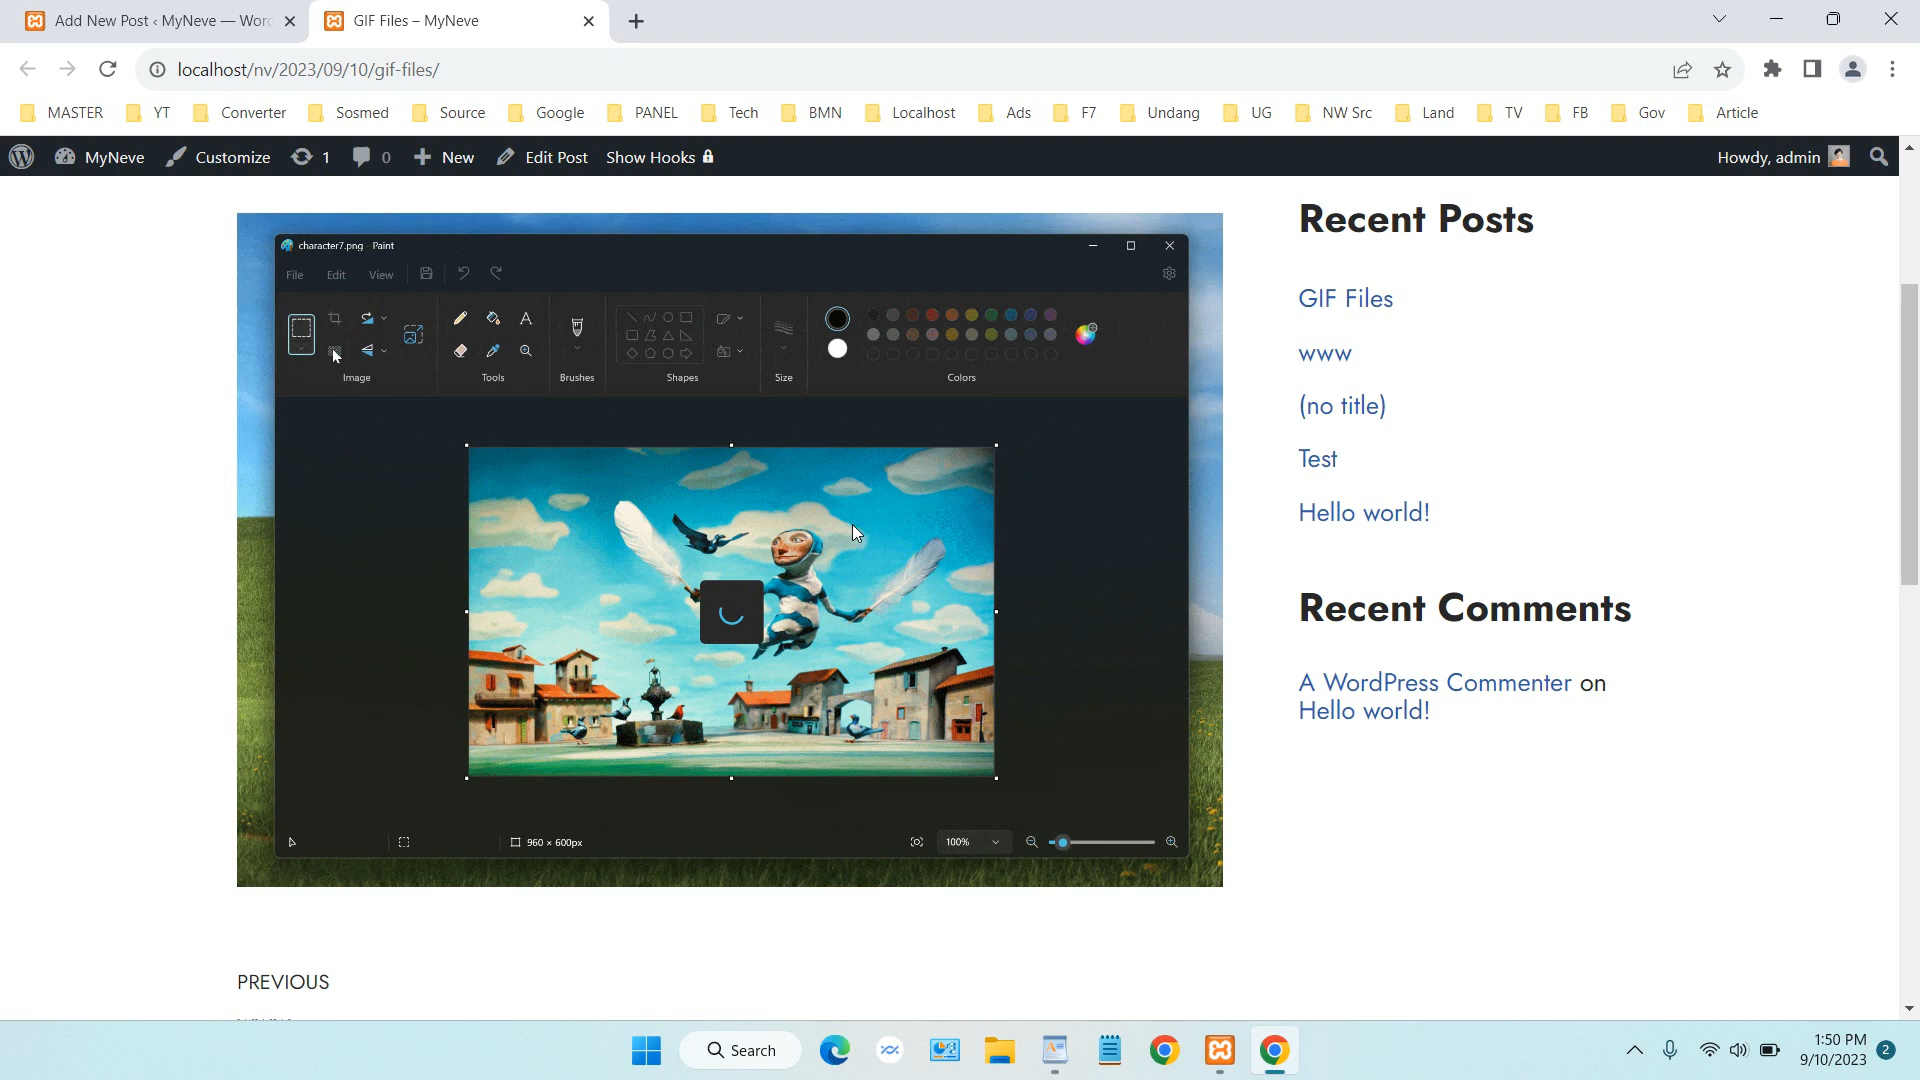 Add New Post ‹ MyNeve — Word
GIF Files – MyNeve
localhost/nv/2023/09/10/gif-files/
MASTER YT Converter Sosmed Source Google PANEL Tech BMN Localhost Ads F7 Undang UG NW Src Land TV FB Gov Article
MyNeve Customize 1 0 New Edit Post Show Hooks Howdy, admin
character7.png - Paint
File Edit View
Image Tools Brushes Shapes Size Colors
960 × 600px 100%
Recent Posts
GIF Files
www
(no title)
Test
Hello world!
Recent Comments
A WordPress Commenter on
Hello world!
PREVIOUS
Search
1:50 PM
9/10/2023
2